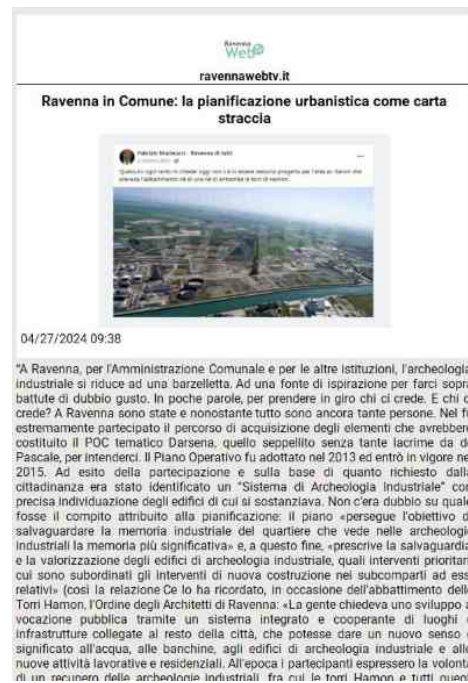 Ravenna
Web
ravennawebtv.it
Ravenna in Comune: la pianificazione urbanistica come carta
straccia
- Ravenna di tutti
04/27/2024 09:38
"A Ravenna, per l'Amministrazione Comunale e per le altre istituzioni, l'archeologia
industriale si riduce ad una barzelletta. Ad una fonte di ispirazione per farci sopra
battute di dubbio gusto. In poche parole, per prendere in giro chi ci crede. E chi ci
crede? A Ravenna sono state e nonostante tutto sono ancora tante persone. Nel fu
estremamente partecipato il percorso di acquisizione degli elementi che avrebbero
costituito il POC tematico Darsena, quello seppellito senza tante lacrime da de
Pascale, per intenderci. Il Piano Operativo fu adottato nel 2013 ed entrò in vigore nel
2015. Ad esito della partecipazione e sulla base di quanto richiesto dalla
cittadinanza era stato identificato un "Sistema di Archeologia Industriale" con
precisa individuazione degli edifici di cui si sostanziava. Non c'era dubbio su quale
fosse il compito attribuito alla pianificazione: il piano «persegue l'obiettivo di
salvaguardare la memoria industriale del quartiere che vede nelle archeologie
industriali la memoria più significativa» e, a questo fine, «prescrive la salvaguardia
e la valorizzazione degli edifici di archeologia industriale, quali interventi prioritari
cui sono subordinati gli interventi di nuova costruzione nei subcomparti ad essi
relativi» (così la relazione Ce lo ha ricordato, in occasione dell'abbattimento delle
Torri Hamon, l'Ordine degli Architetti di Ravenna: «La gente chiedeva uno sviluppo a
vocazione pubblica tramite un sistema integrato e cooperante di luoghi e
infrastrutture collegate al resto della città, che potesse dare un nuovo senso e
significato all'acqua, alle banchine, agli edifici di archeologia industriale e alle
nuove attività lavorative e residenziali. All'epoca i partecipanti espressero la volontà
di un recupero delle archeologie industriali, fra cui le torri Hamon e tutti quegli